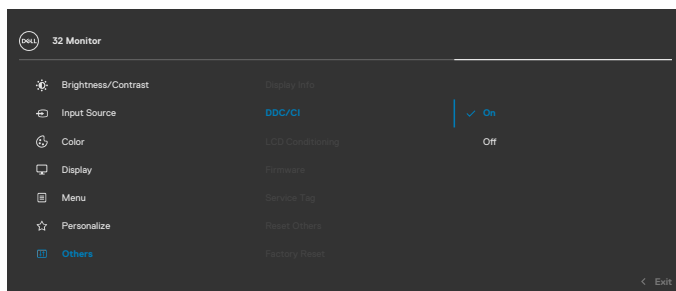 DELL
32 Monitor
Brightness/Contrast
Display Info
Input Source
DDC/CI
On
Color
LCD Conditioning
Off
Display
Firmware
Menu
Service Tag
Personalize
Reset Others
Others
Factory Reset
Exit